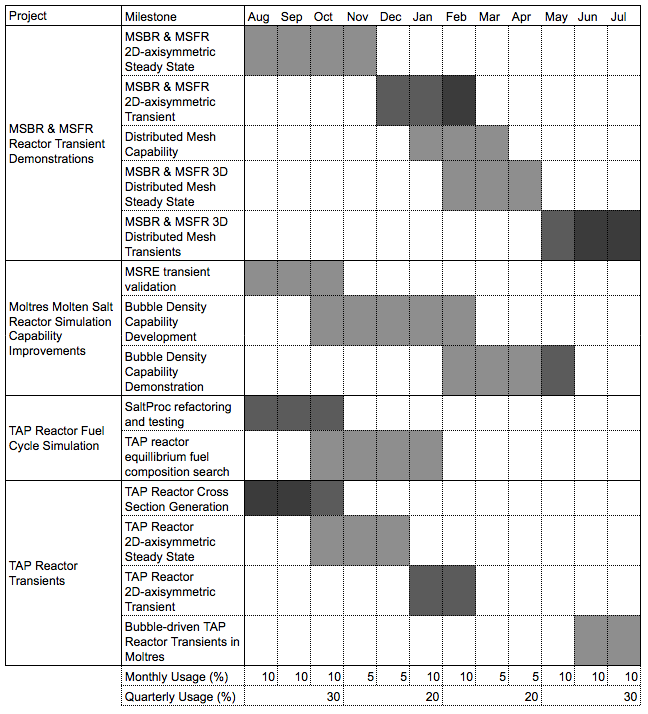 Project Milestone Aug Sep Oct Nov Dec Jan Feb Mar Apr May Jun Jul
MSBR & MSFR
Reactor Transient
Demonstrations
MSBR & MSFR
2D-axisymmetric
Steady State
MSBR & MSFR
2D-axisymmetric
Transient
Distributed Mesh
Capability
MSBR & MSFR 3D
Distributed Mesh
Steady State
MSBR & MSFR 3D
Distributed Mesh
Transients
Moltres Molten Salt
Reactor Simulation
Capability
Improvements
MSRE transient
validation
Bubble Density
Capability
Development
Bubble Density
Capability
Demonstration
TAP Reactor Fuel
Cycle Simulation
SaltProc refactoring
and testing
TAP reactor
equillibrium fuel
composition search
TAP Reactor
Transients
TAP Reactor Cross
Section Generation
TAP Reactor
2D-axisymmetric
Steady State
TAP Reactor
2D-axisymmetric
Transient
Bubble-driven TAP
Reactor Transients in
Moltres
Monthly Usage (%) 10 10 10 5 5 10 10 5 5 10 10 10
Quarterly Usage (%) 30 20 20 30